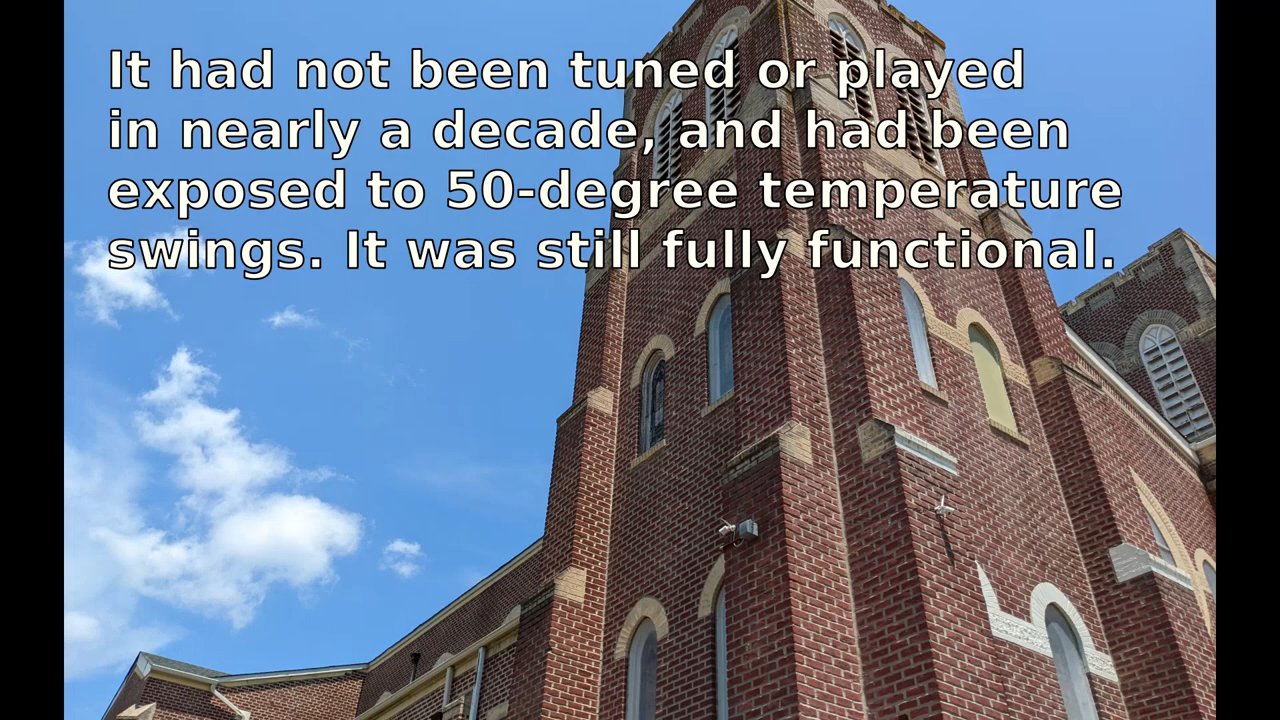 It had not been tuned or played
in nearly a decade, and had been
exposed to 50-degree temperature
swings. It was still fully functional.